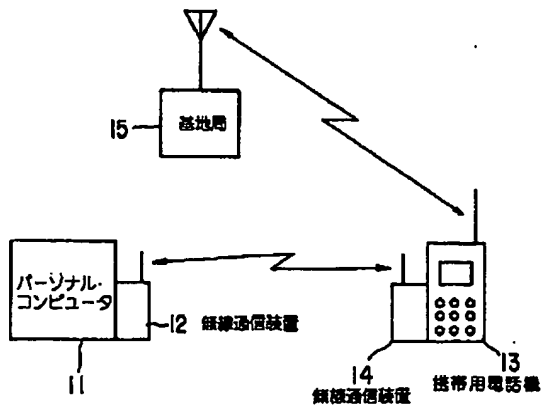 15
基地局
パーソナル・
コンピュータ
11
12 無線通信装置
14
無線通信装置
13
携帯用電話機